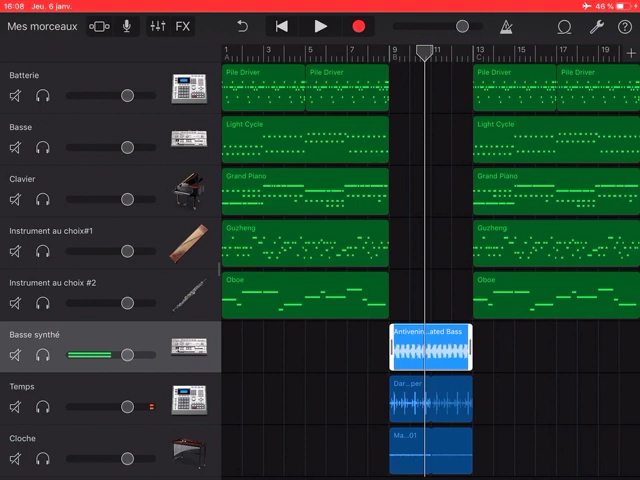 16:08 Jeu. 6 janv. 46 %
Mes morceaux FX ?
1 3 5 7 9 11 13 15 17 19 +
A B C
Batterie Pile Driver Pile Driver Pile Driver Pile Driver
Basse Light Cycle Light Cycle
Clavier Grand Piano Grand Piano
Instrument au choix#1 Guzheng Guzheng
Instrument au choix #2 Oboe Oboe
Basse synthé Antivenin...ated Bass
Temps Dar...per
Cloche Ma...01